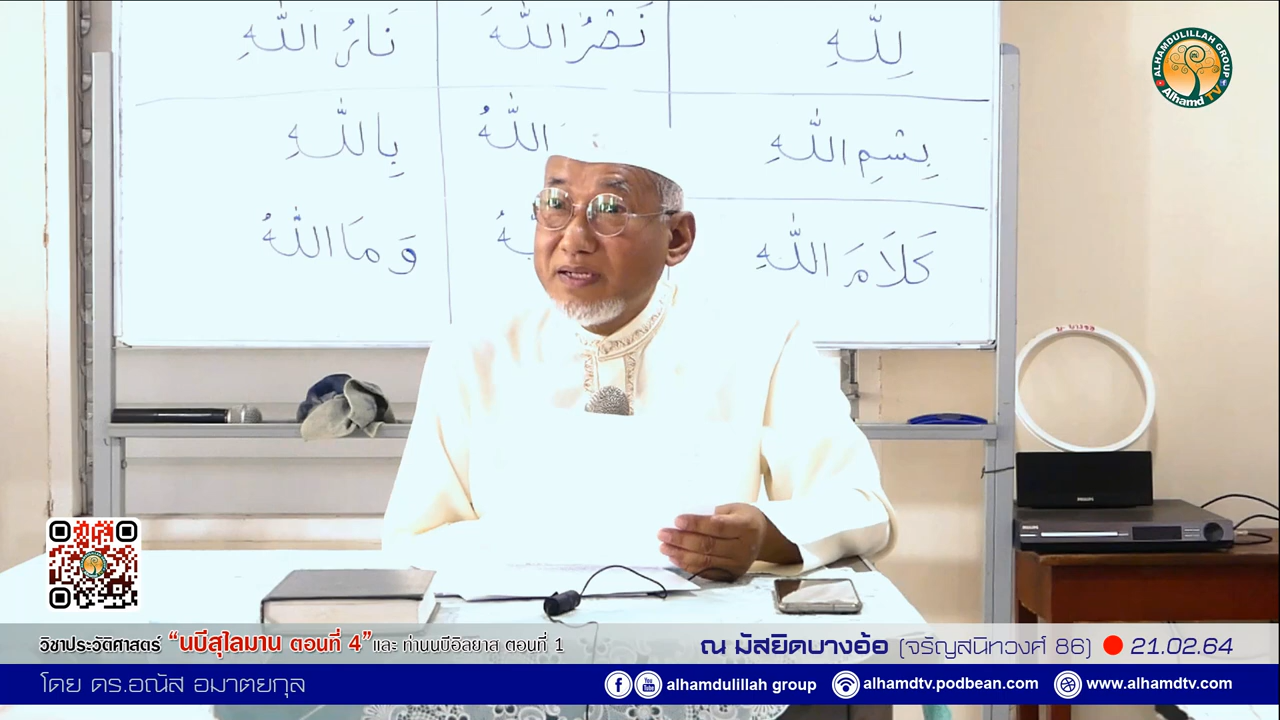 نَارُ اللّٰهِ نَصْرُ اللّٰهِ لِلّٰهِ
بِاللّٰهِ اللّٰهُ بِسْمِ اللّٰهِ
وَمَا اللّٰهُ كَلَامَ اللّٰهِ
ALHAMDULILLAH GROUP
Alhamd TV
PHILIPS
PHILIPS
วิชาประวัติศาสตร์ “นบีสุไลมาน ตอนที่ 4” และ ท่านนบีอิลยาส ตอนที่ 1
ณ มัสยิดบางอ้อ (จรัญสนิทวงศ์ 86) 21.02.64
โดย ดร.อณัส อมาตยกุล
alhamdulillah group alhamdtv.podbean.com www.alhamdtv.com